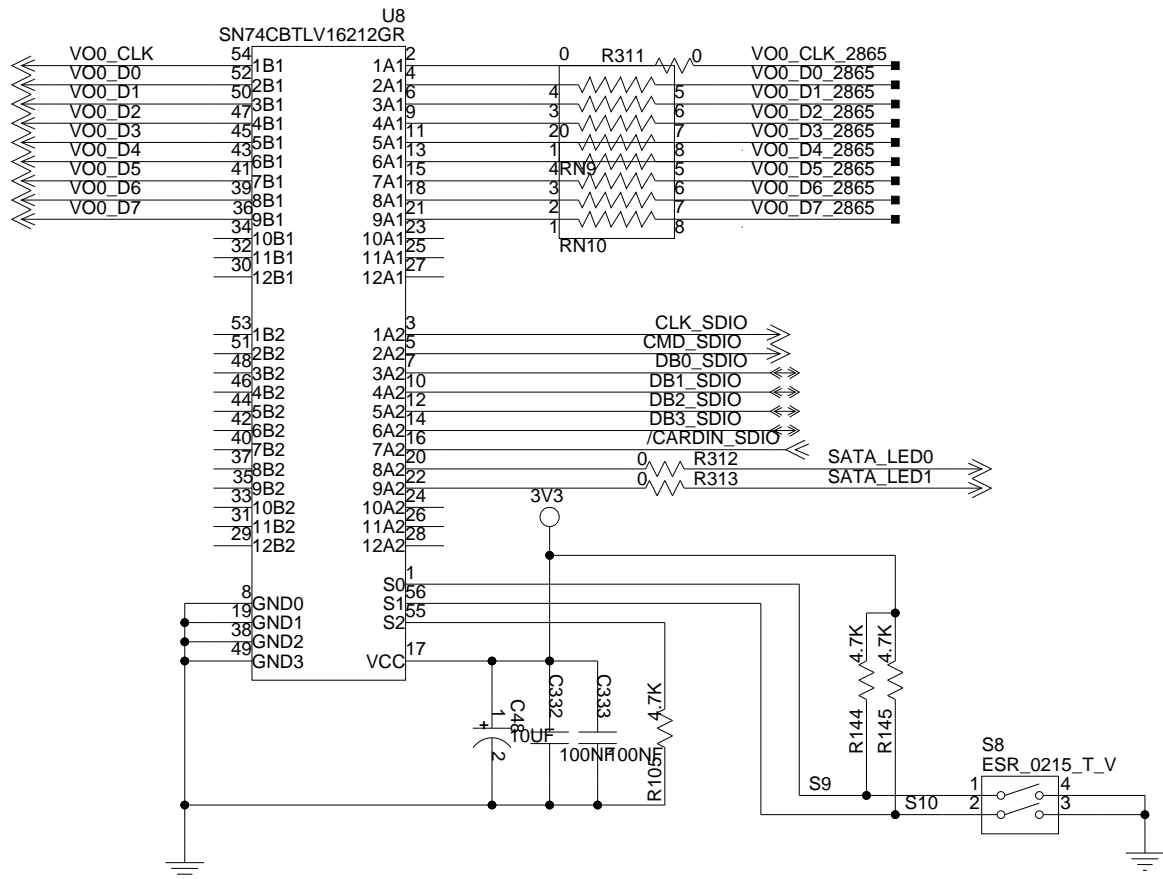 U8
SN74CBTLV16212GR
VO0_CLK 54 1B1 1A1 2 0 R311 0 VO0_CLK_2865
VO0_D0 52 2B1 2A1 4 4 5 VO0_D0_2865
VO0_D1 50 3B1 3A1 6 3 6 VO0_D1_2865
VO0_D2 47 4B1 4A1 9 20 7 VO0_D2_2865
VO0_D3 45 5B1 5A1 11 1 8 VO0_D3_2865
VO0_D4 43 6B1 6A1 13 RN9 4 5 VO0_D4_2865
VO0_D5 41 7B1 7A1 15 3 6 VO0_D5_2865
VO0_D6 39 8B1 8A1 18 2 7 VO0_D6_2865
VO0_D7 36 9B1 9A1 21 1 8 VO0_D7_2865
34 10B1 10A1 23 RN10
32 11B1 11A1 25
30 12B1 12A1 27
53 1B2 1A2 3 CLK_SDIO
51 2B2 2A2 5 CMD_SDIO
48 3B2 3A2 7 DB0_SDIO
46 4B2 4A2 10 DB1_SDIO
44 5B2 5A2 12 DB2_SDIO
42 6B2 6A2 14 DB3_SDIO
40 7B2 7A2 16 /CARDIN_SDIO
37 8B2 8A2 20 0 R312 SATA_LED0
35 9B2 9A2 22 0 R313 SATA_LED1
33 10B2 10A2 24 3V3
31 11B2 11A2 26
29 12B2 12A2 28
S0 1
8 GND0 S1 56
19 GND1 S2 55
38 GND2
49 GND3 VCC 17
4.7K 4.7K
R144 R145
C48 1 + 2 10UF
C332 100NF
C333 100NF
4.7K R105
S8
ESR_0215_T_V
S9 1 4
S10 2 3